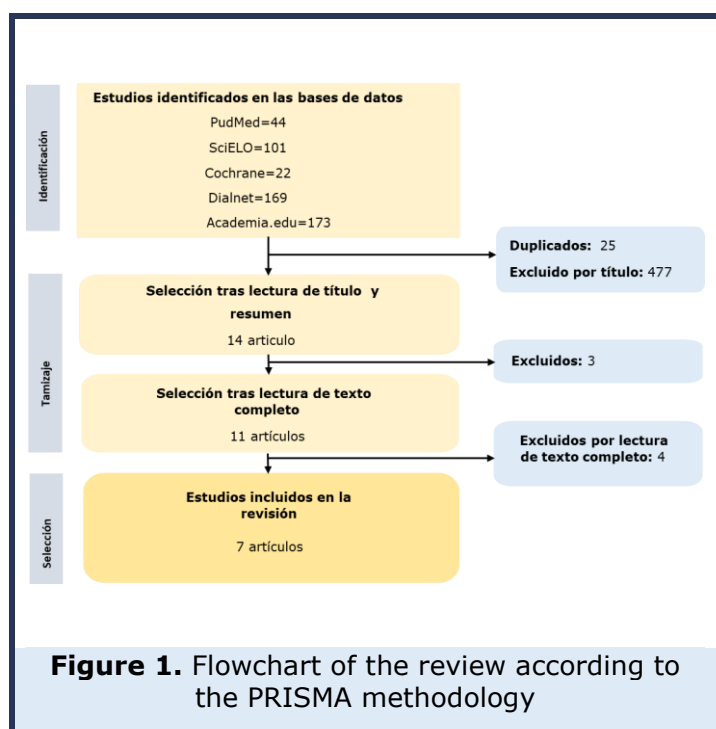 Identificación
Estudios identificados en las bases de datos
PudMed=44
SciELO=101
Cochrane=22
Dialnet=169
Academia.edu=173
Duplicados: 25
Excluido por título: 477
Tamizaje
Selección tras lectura de título y
resumen
14 articulo
Excluidos: 3
Selección tras lectura de texto
completo
11 artículos
Excluidos por lectura
de texto completo: 4
Selección
Estudios incluidos en la
revisión
7 artículos
Figure 1. Flowchart of the review according to
the PRISMA methodology